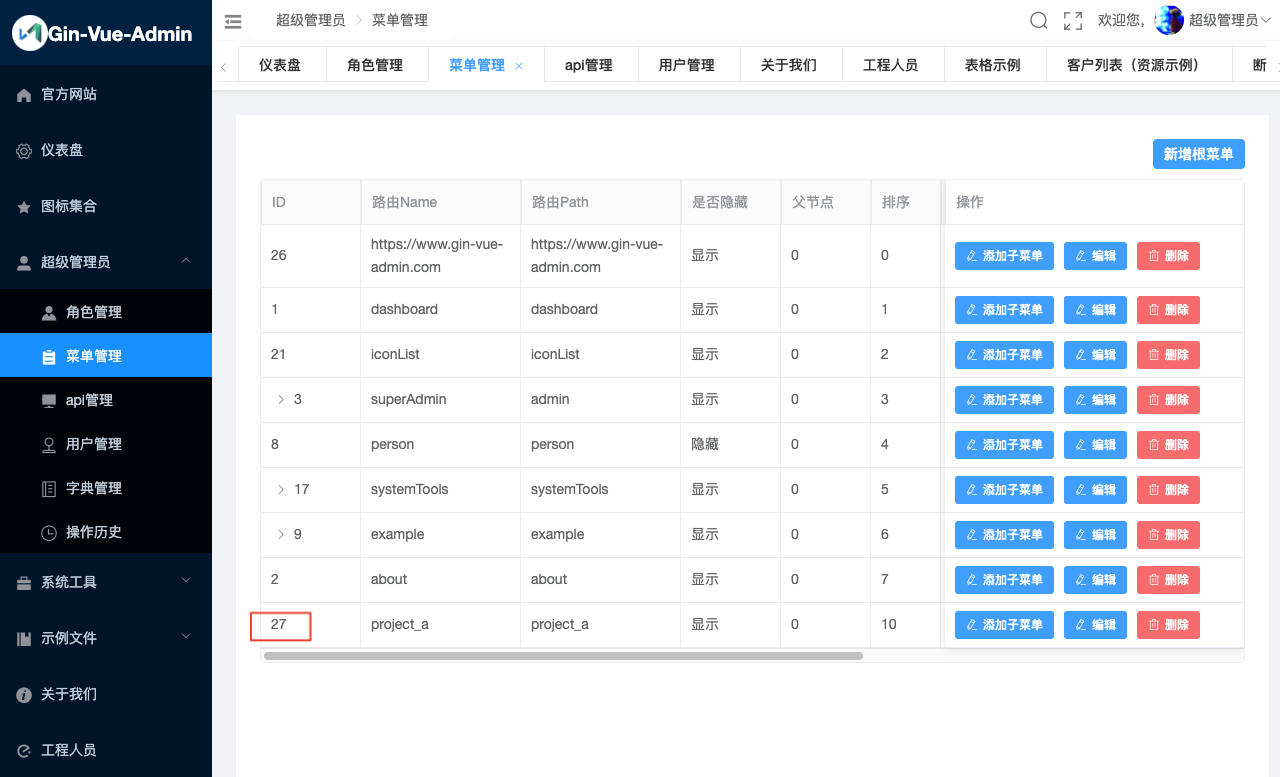 Gin-Vue-Admin
官方网站
仪表盘
图标集合
超级管理员
角色管理
菜单管理
api管理
用户管理
字典管理
操作历史
系统工具
示例文件
关于我们
工程人员
超级管理员 菜单管理 欢迎您, 超级管理员
仪表盘 角色管理 菜单管理 × api管理 用户管理 关于我们 工程人员 表格示例 客户列表（资源示例） 断
新增根菜单
ID 路由Name 路由Path 是否隐藏 父节点 排序 操作
26 https://www.gin-vue-admin.com https://www.gin-vue-admin.com 显示 0 0 添加子菜单 编辑 删除
1 dashboard dashboard 显示 0 1 添加子菜单 编辑 删除
21 iconList iconList 显示 0 2 添加子菜单 编辑 删除
3 superAdmin admin 显示 0 3 添加子菜单 编辑 删除
8 person person 隐藏 0 4 添加子菜单 编辑 删除
17 systemTools systemTools 显示 0 5 添加子菜单 编辑 删除
9 example example 显示 0 6 添加子菜单 编辑 删除
2 about about 显示 0 7 添加子菜单 编辑 删除
27 project_a project_a 显示 0 10 添加子菜单 编辑 删除